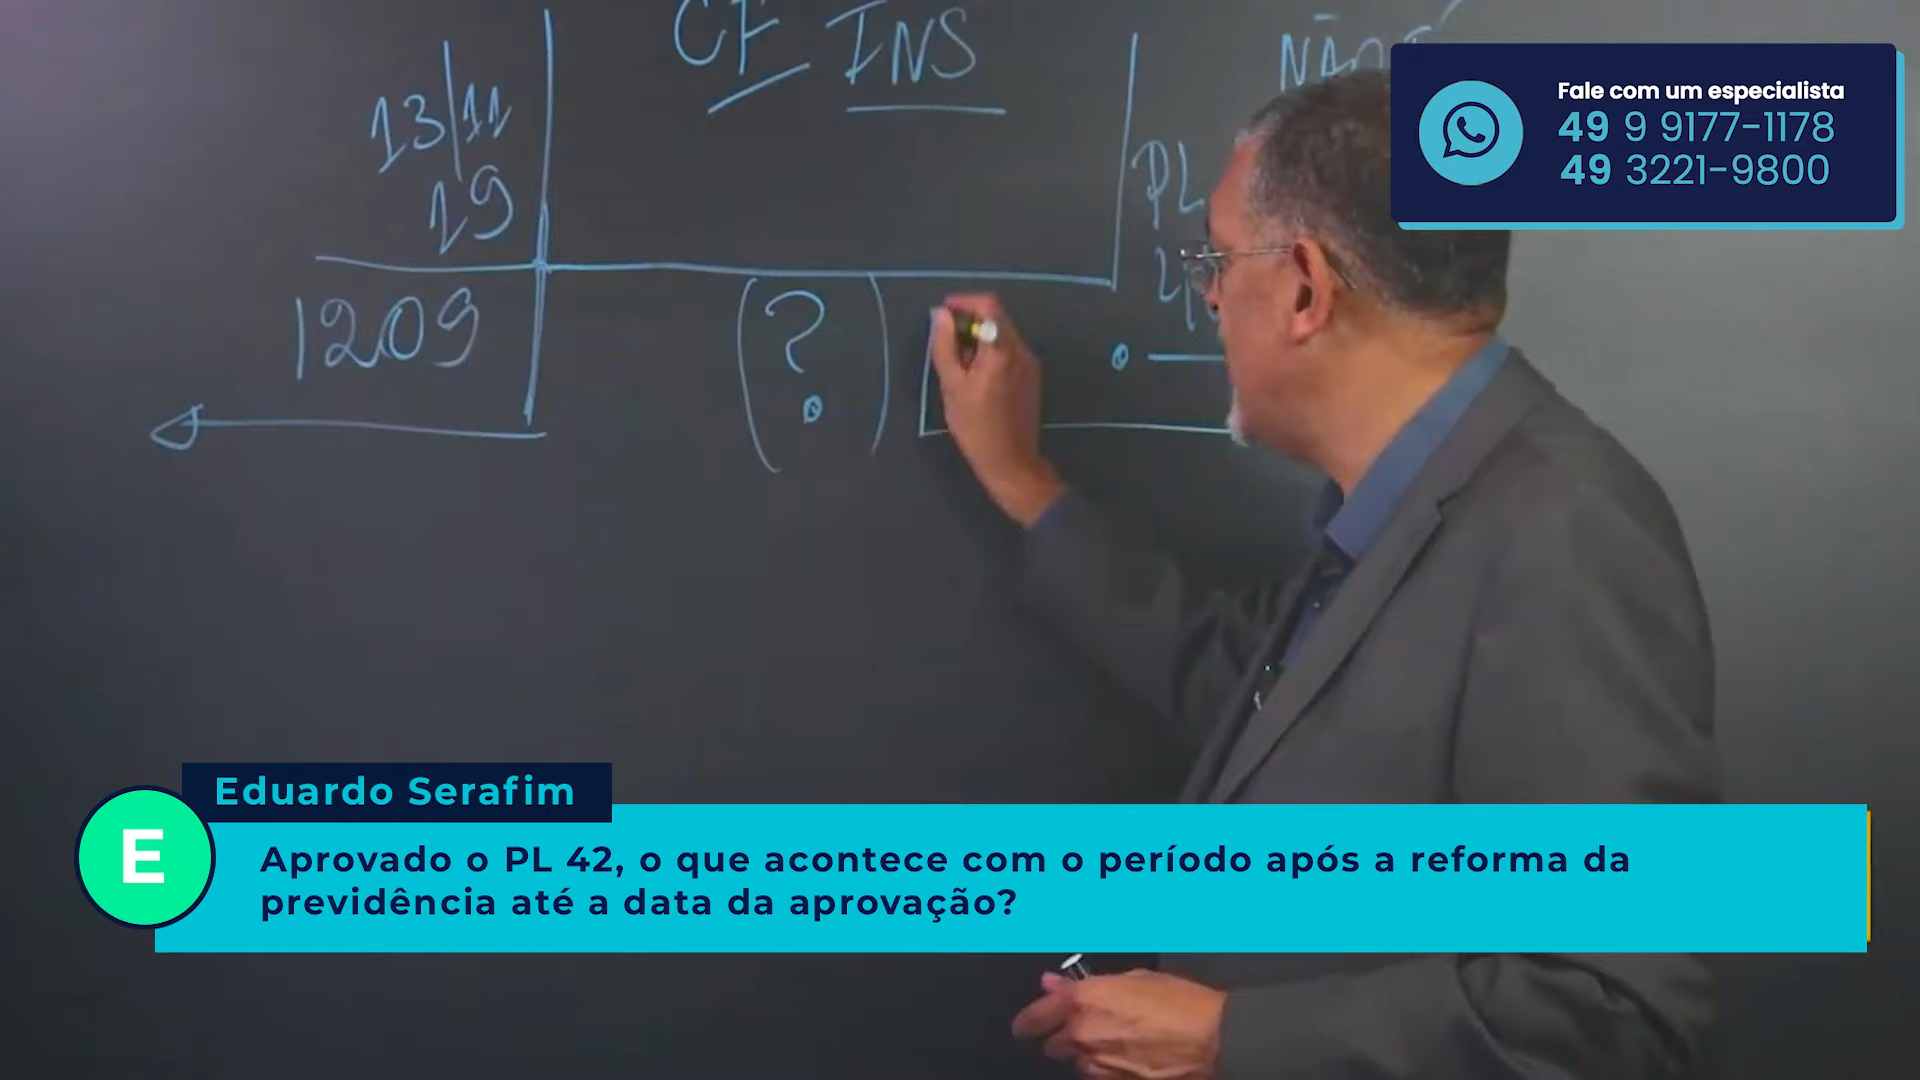 CF INS
NÃO É
13/11
19
PL
1209
?
Fale com um especialista
49 9 9177-1178
49 3221-9800
Eduardo Serafim
E
Aprovado o PL 42, o que acontece com o período após a reforma da
previdência até a data da aprovação?